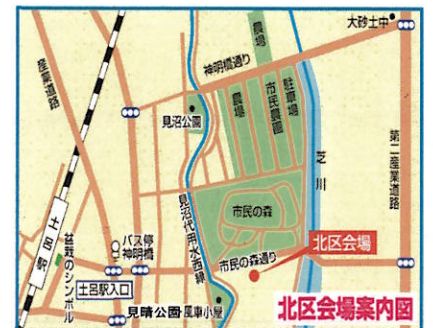 大砂土中
農場
神明橋通り
産業道路
農場
市民農園
駐車場
見沼公園
芝川
第二産業道路
見沼代用水西縁
市民の森
土呂駅
盆栽のシンボル
バス停
神明橋
北区会場
市民の森通り
土呂駅入口
見晴公園
風車小屋
北区会場案内図